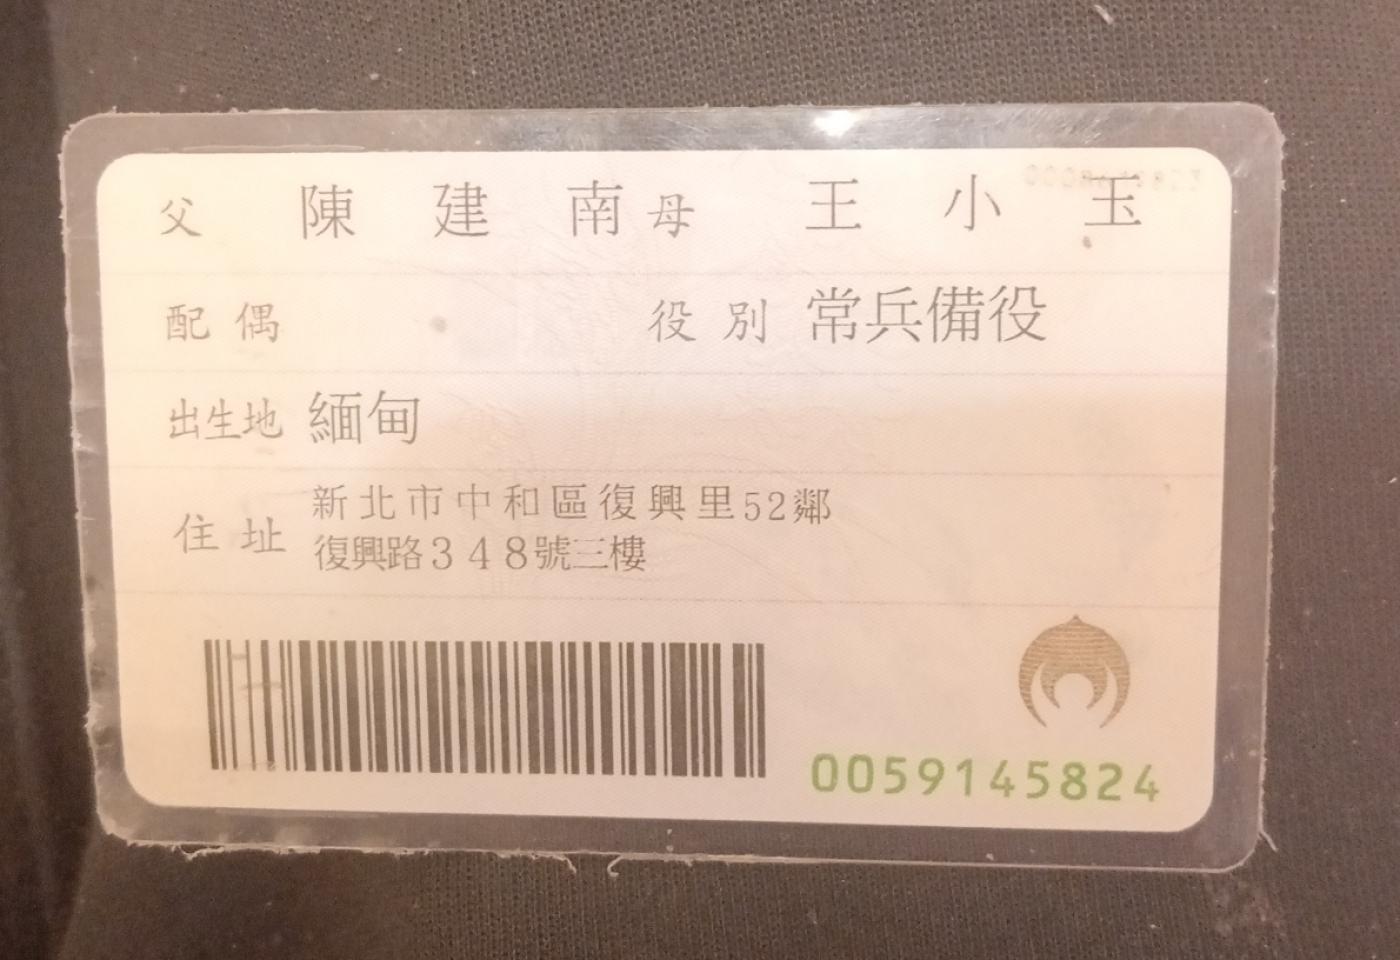 父 陳建南 母 王小玉
配偶 役別 常兵備役
出生地 緬甸
住址 新北市中和區復興里52鄰
復興路348號三樓
0059145824